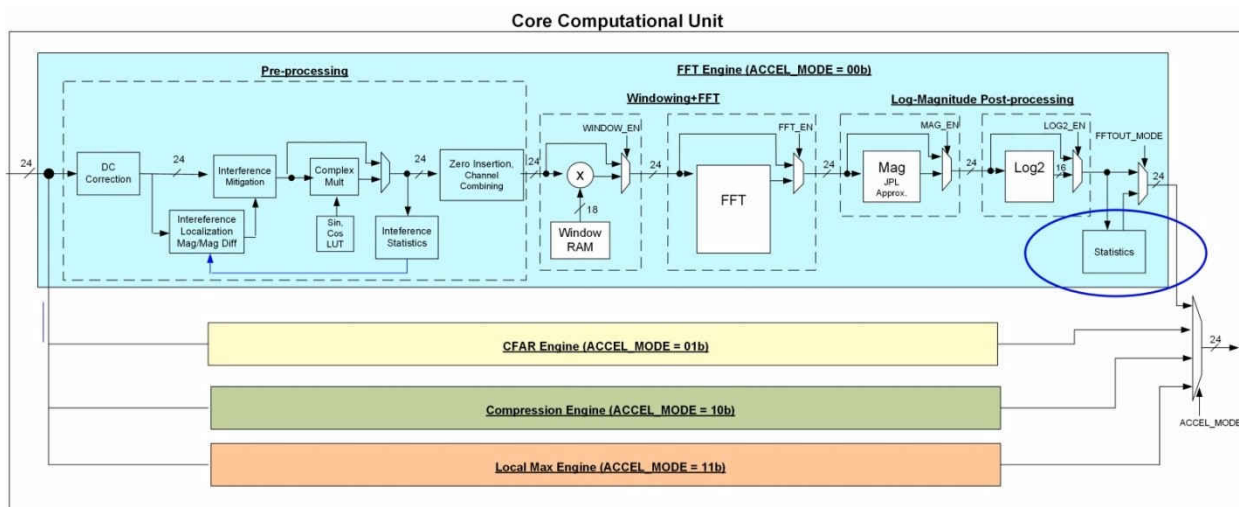 Core Computational Unit
Pre-processing
FFT Engine (ACCEL_MODE = 00b)
Windowing+FFT
Log-Magnitude Post-processing
WINDOW_EN
FFT_EN
MAG_EN
LOG2_EN
FFTOUT_MODE
24
DC
Correction
24
Interference
Mitigation
Complex
Mult
24
Zero Insertion,
Channel
Combining
24
X
24
FFT
24
Mag
JPL
Approx.
24
Log2
16
24
Intereference
Localization
Mag/Mag Diff
Sin,
Cos
LUT
Inteference
Statistics
18
Window
RAM
Statistics
CFAR Engine (ACCEL_MODE = 01b)
24
Compression Engine (ACCEL_MODE = 10b)
ACCEL_MODE
Local Max Engine (ACCEL_MODE = 11b)